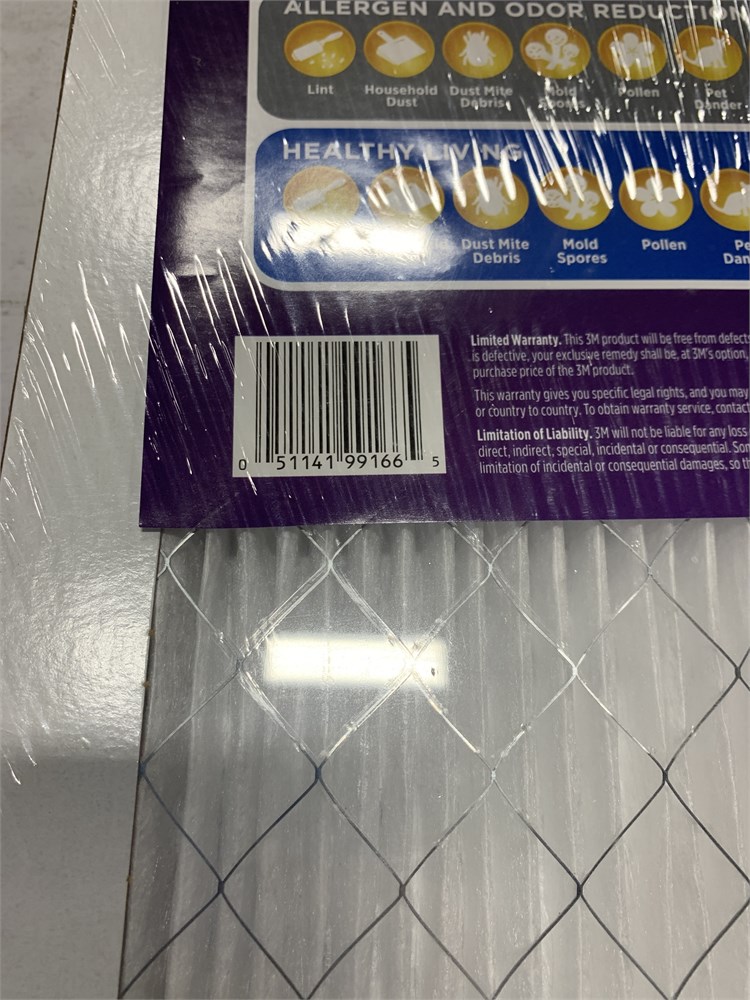 ALLERGEN AND ODOR REDUCTION
Lint
Household Dust
Dust Mite Debris
Mold Spores
Pollen
Pet Dander
HEALTHY LIVING
Dust Mite Debris
Mold Spores
Pollen
Limited Warranty. This 3M product will be free from defects
is defective, your exclusive remedy shall be, at 3M's option,
purchase price of the 3M product.
This warranty gives you specific legal rights, and you may
or country to country. To obtain warranty service, contact
Limitation of Liability. 3M will not be liable for any loss
direct, indirect, special, incidental or consequential. Som
limitation of incidental or consequential damages, so th
0 51141 99166 5